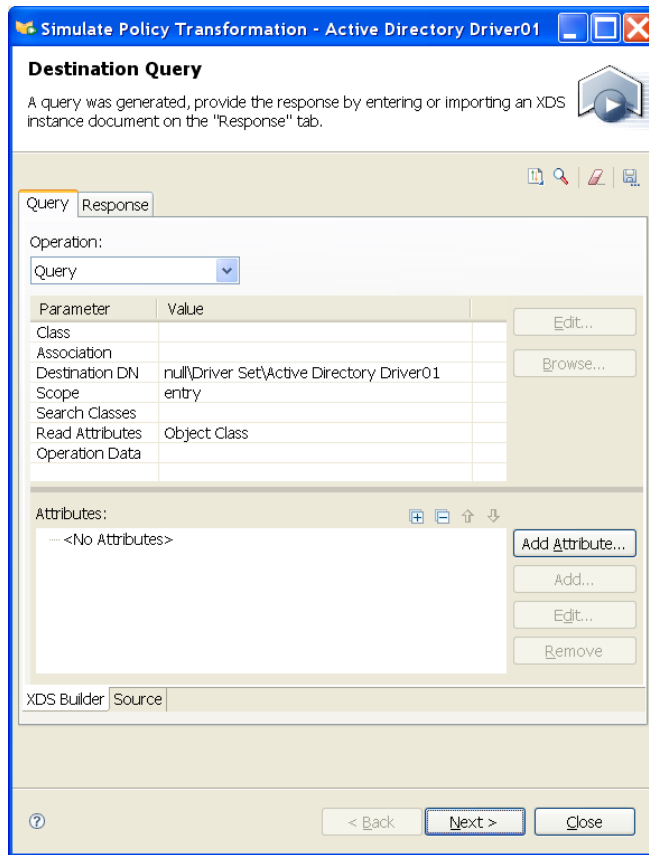 Simulate Policy Transformation - Active Directory Driver01
Destination Query
A query was generated, provide the response by entering or importing an XDS
instance document on the "Response" tab.
Query Response
Operation:
Query
Parameter Value
Class
Association
Destination DN null\Driver Set\Active Directory Driver01
Scope entry
Search Classes
Read Attributes Object Class
Operation Data
Edit...
Browse...
Attributes:
<No Attributes>
Add Attribute...
Add...
Edit...
Remove
XDS Builder Source
< Back Next > Close